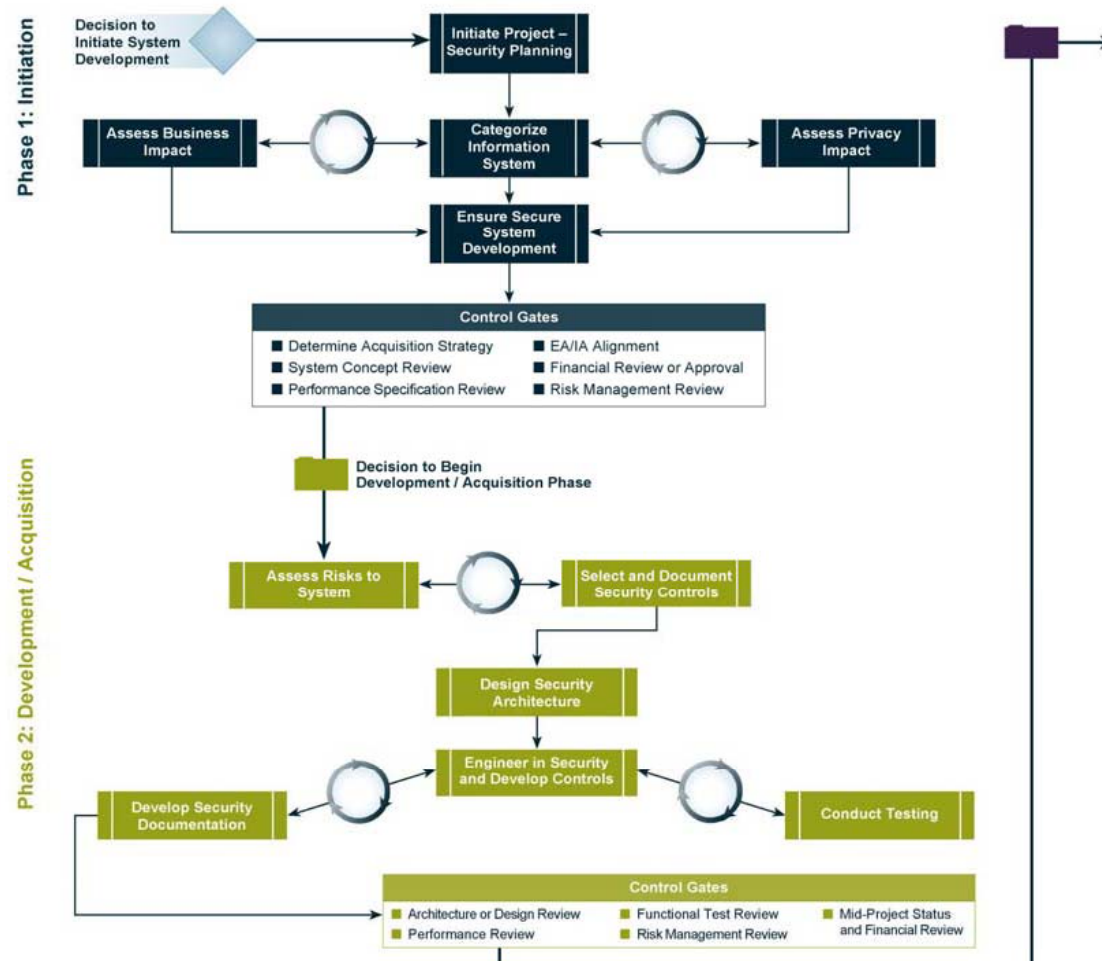 Phase 1: Initiation
Decision to
Initiate System
Development
Initiate Project –
Security Planning
Assess Business
Impact
Categorize
Information
System
Assess Privacy
Impact
Ensure Secure
System
Development
Control Gates
■ Determine Acquisition Strategy
■ System Concept Review
■ Performance Specification Review
■ EA/IA Alignment
■ Financial Review or Approval
■ Risk Management Review
Phase 2: Development / Acquisition
Decision to Begin
Development / Acquisition Phase
Assess Risks to
System
Select and Document
Security Controls
Design Security
Architecture
Engineer in Security
and Develop Controls
Develop Security
Documentation
Conduct Testing
Control Gates
■ Architecture or Design Review
■ Performance Review
■ Functional Test Review
■ Risk Management Review
■ Mid-Project Status
and Financial Review